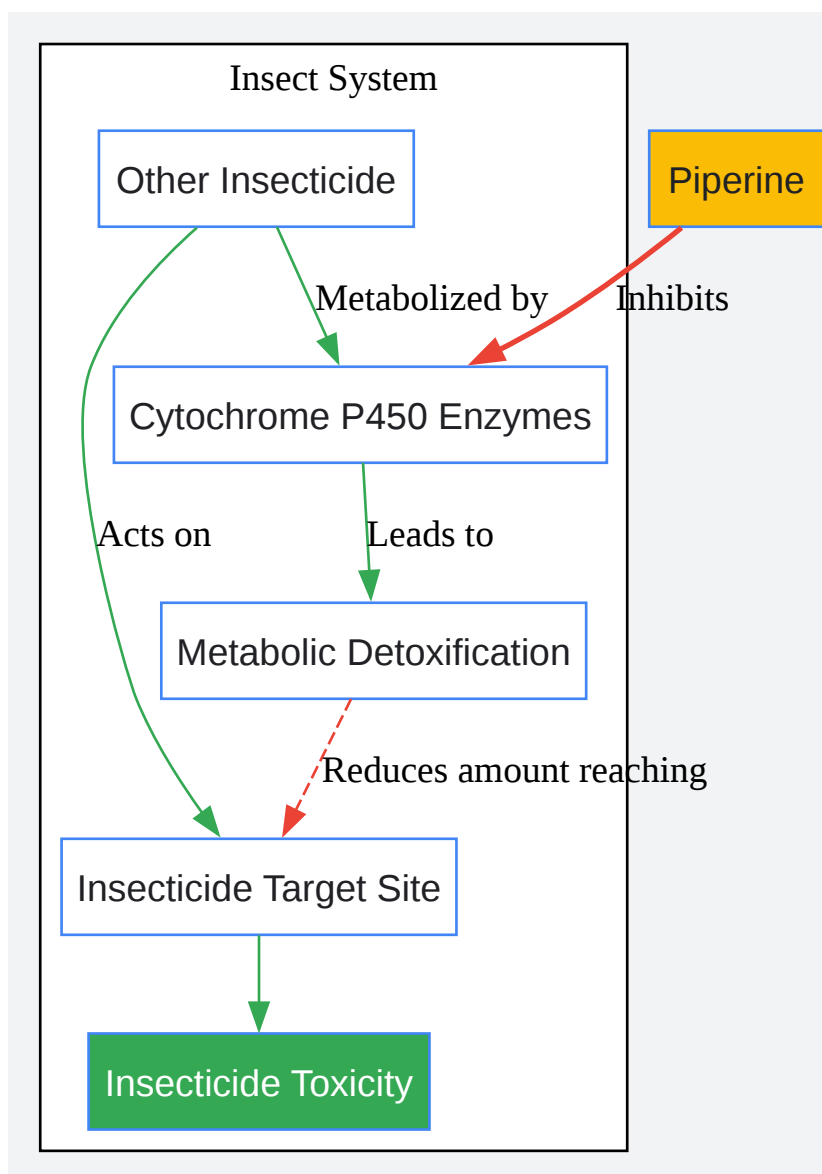 Insect System
Other Insecticide
Piperine
Metabolized by
Inhibits
Cytochrome P450 Enzymes
Acts on
Leads to
Metabolic Detoxification
Reduces amount reaching
Insecticide Target Site
Insecticide Toxicity